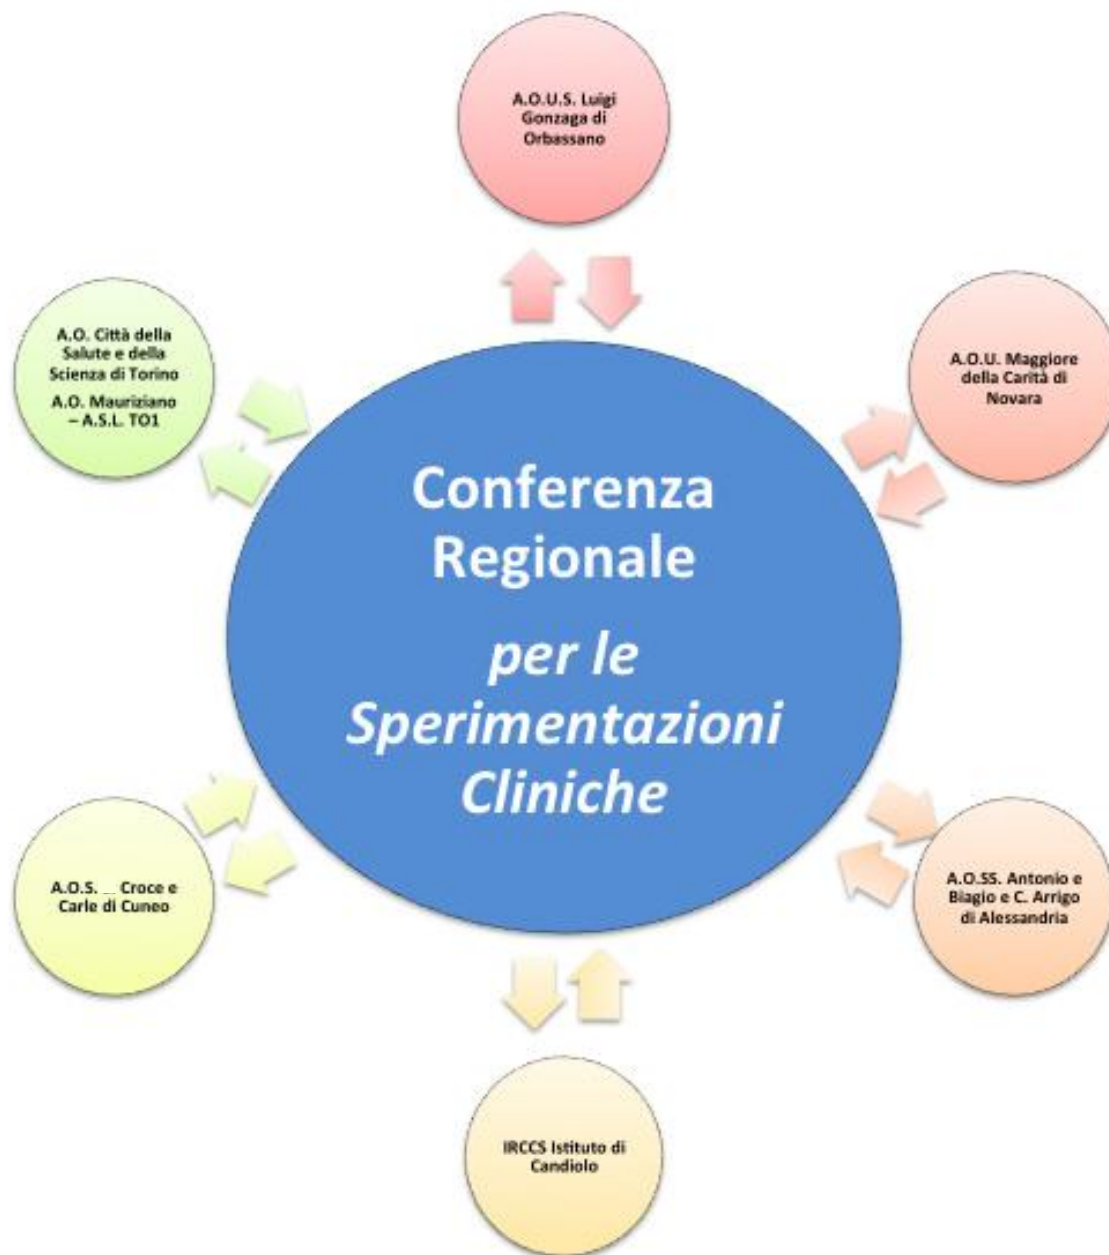 A.O.U.S. Luigi
Gonzaga di
Orbassano
A.O. Città della
Salute e della
Scienza di Torino
A.O. Mauriziano
– A.S.L. TO1
A.O.U. Maggiore
della Carità di
Novara
Conferenza
Regionale
per le
Sperimentazioni
Cliniche
A.O.S. _ Croce e
Carle di Cuneo
A.O.SS. Antonio e
Biagio e C. Arrigo
di Alessandria
IRCCS Istituto di
Candiolo